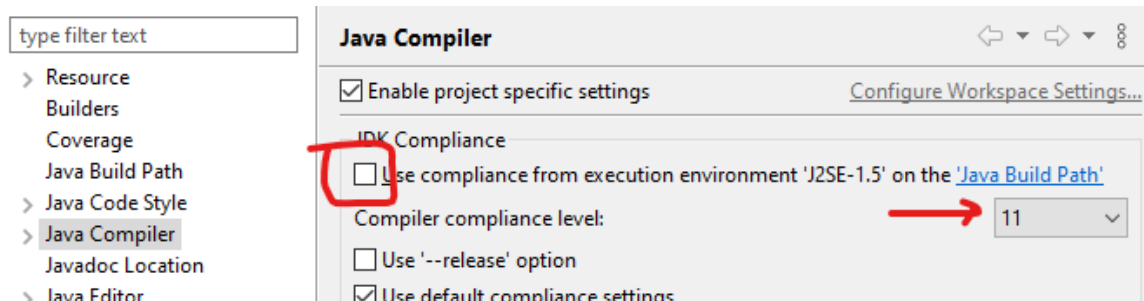 type filter text
Resource
Builders
Coverage
Java Build Path
Java Code Style
Java Compiler
Javadoc Location
Java Editor
Java Compiler
Enable project specific settings
Configure Workspace Settings...
JDK Compliance
Use compliance from execution environment 'J2SE-1.5' on the 'Java Build Path'
Compiler compliance level:
11
Use '--release' option
Use default compliance settings